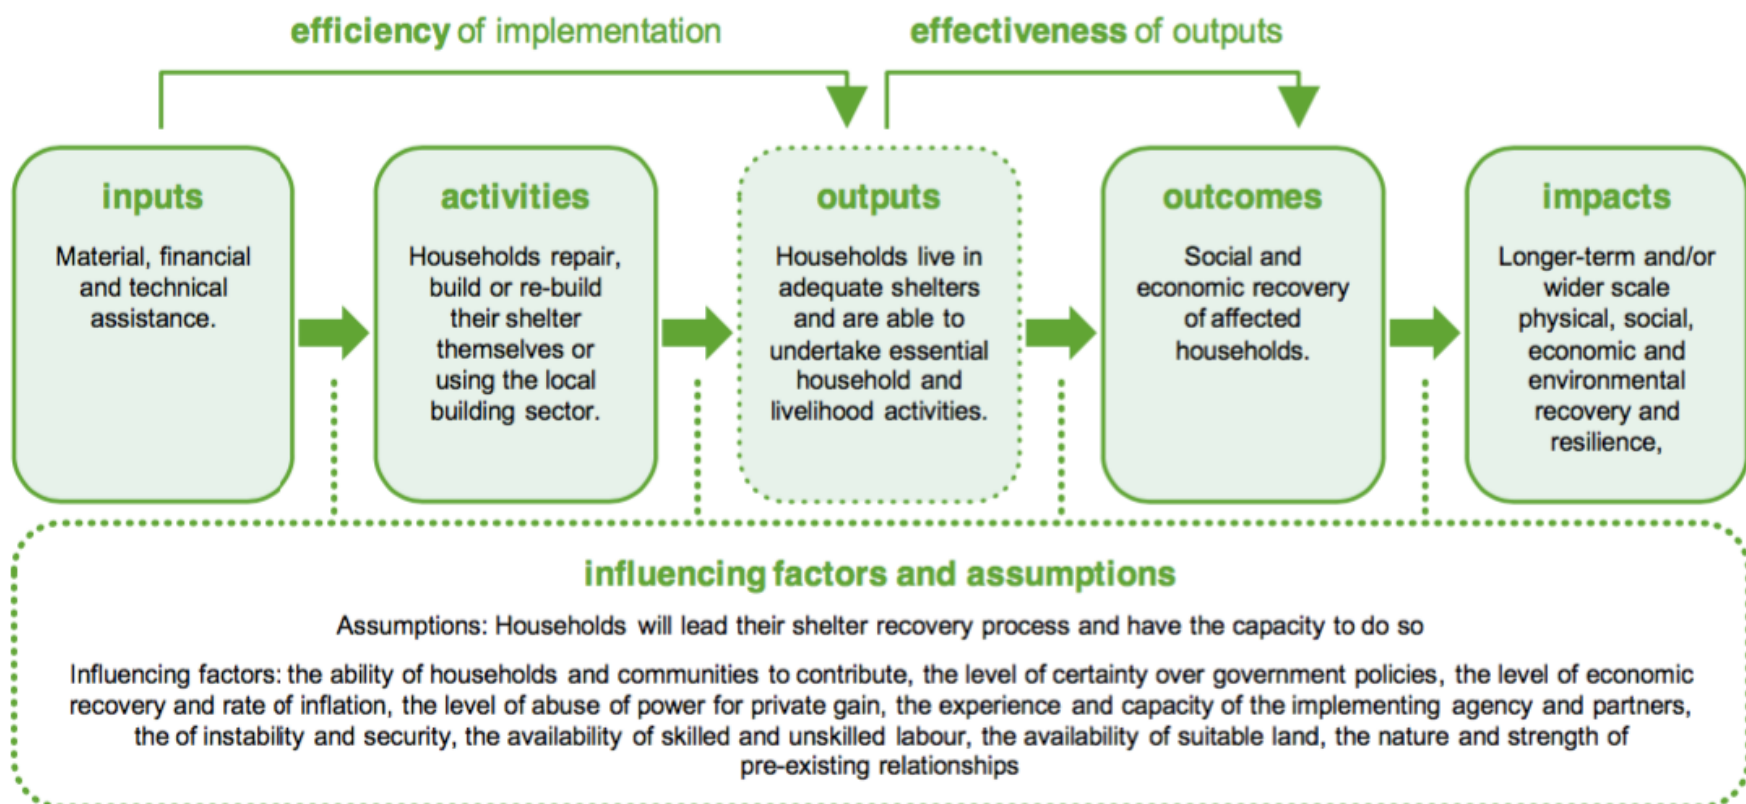 efficiency of implementation
effectiveness of outputs
inputs
Material, financial
and technical
assistance.
activities
Households repair,
build or re-build
their shelter
themselves or
using the local
building sector.
outputs
Households live in
adequate shelters
and are able to
undertake essential
household and
livelihood activities.
outcomes
Social and
economic recovery
of affected
households.
impacts
Longer-term and/or
wider scale
physical, social,
economic and
environmental
recovery and
resilience,
influencing factors and assumptions
Assumptions: Households will lead their shelter recovery process and have the capacity to do so
Influencing factors: the ability of households and communities to contribute, the level of certainty over government policies, the level of economic
recovery and rate of inflation, the level of abuse of power for private gain, the experience and capacity of the implementing agency and partners,
the of instability and security, the availability of skilled and unskilled labour, the availability of suitable land, the nature and strength of
pre-existing relationships